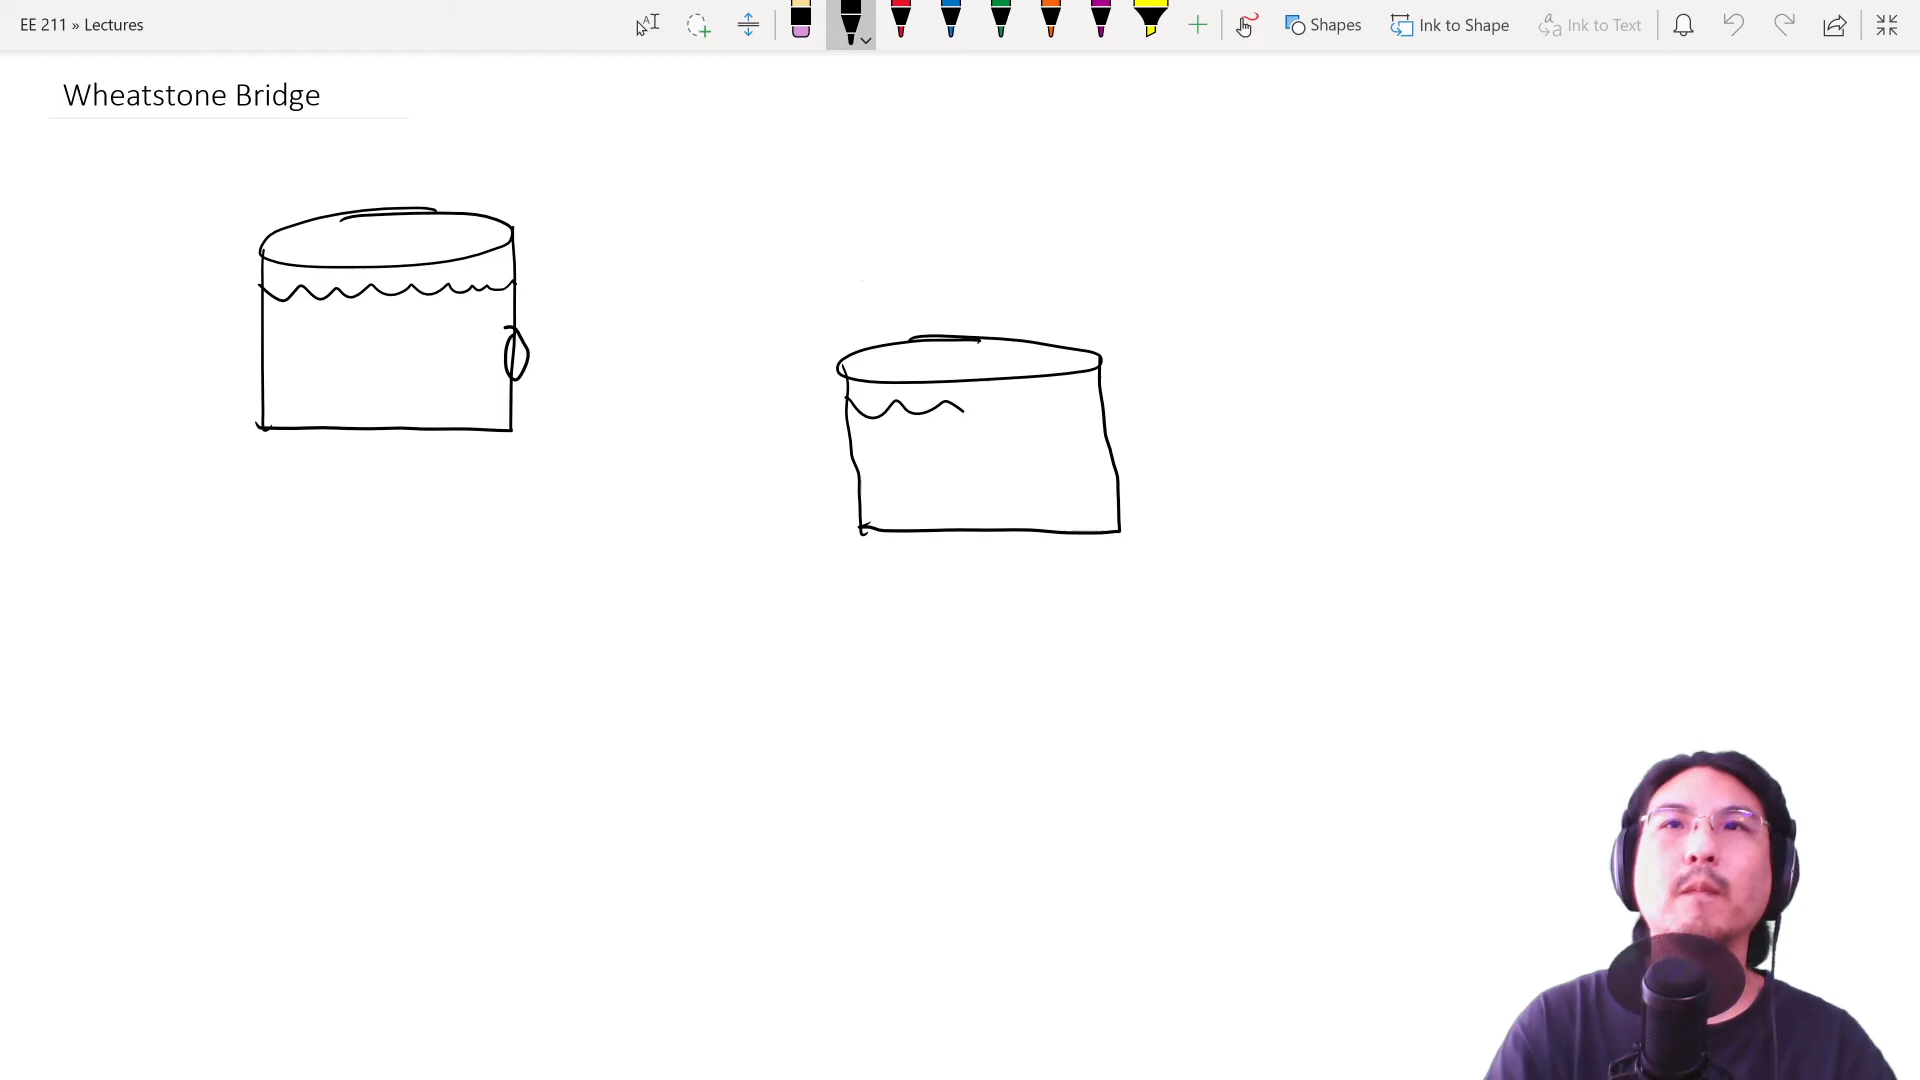 EE 211 » Lectures
Shapes
Ink to Shape
Ink to Text
Wheatstone Bridge